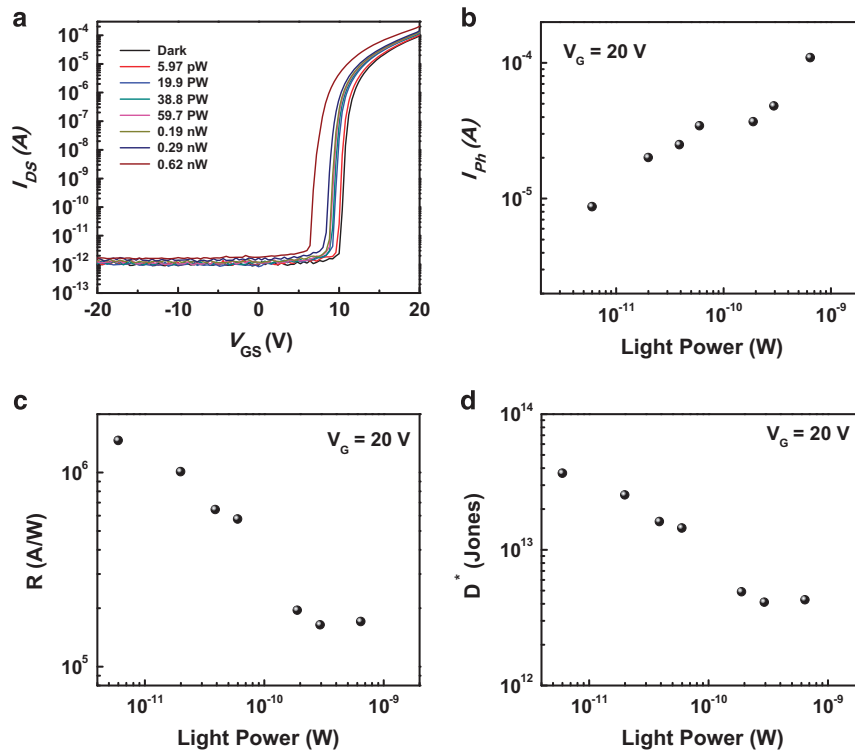 a
I_DS (A)
10^-4
10^-5
10^-6
10^-7
10^-8
10^-9
10^-10
10^-11
10^-12
10^-13
Dark
5.97 pW
19.9 PW
38.8 PW
59.7 PW
0.19 nW
0.29 nW
0.62 nW
-20 -10 0 10 20
V_GS (V)
b
V_G = 20 V
I_Ph (A)
10^-4
10^-5
10^-11 10^-10 10^-9
Light Power (W)
c
V_G = 20 V
R (A/W)
10^6
10^5
10^-11 10^-10 10^-9
Light Power (W)
d
V_G = 20 V
D* (Jones)
10^14
10^13
10^12
10^-11 10^-10 10^-9
Light Power (W)